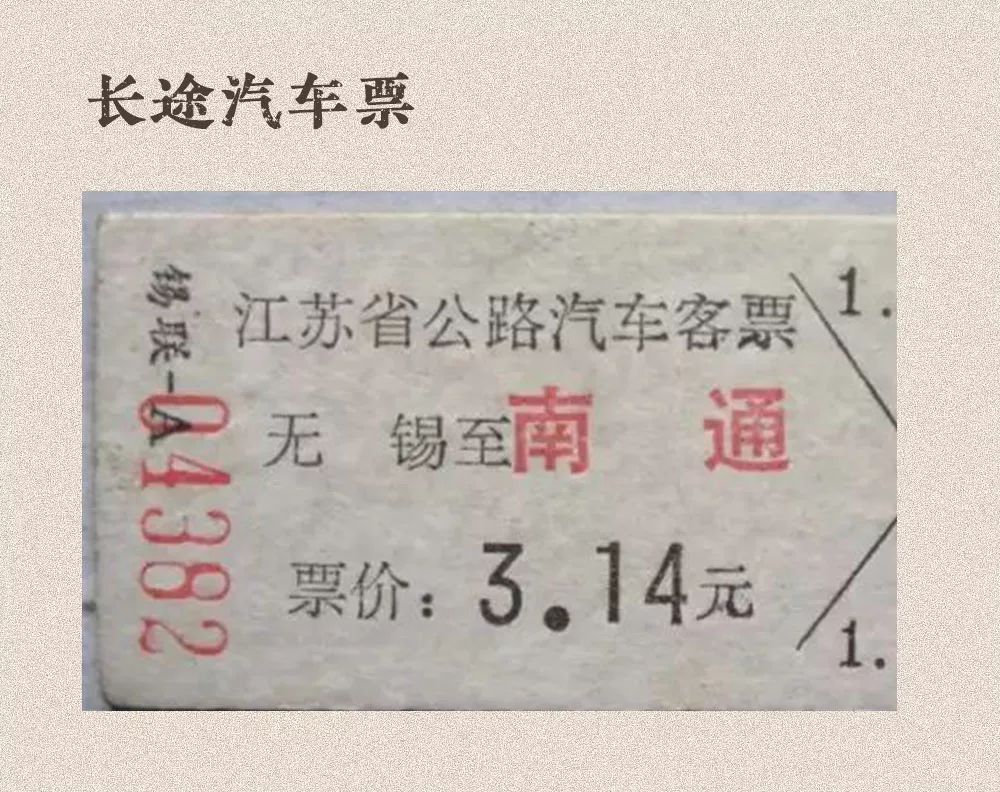 长途汽车票
江苏省公路汽车客票
无 锡至南 通
票价：3.14元
锡联-A
04382
1.
1.